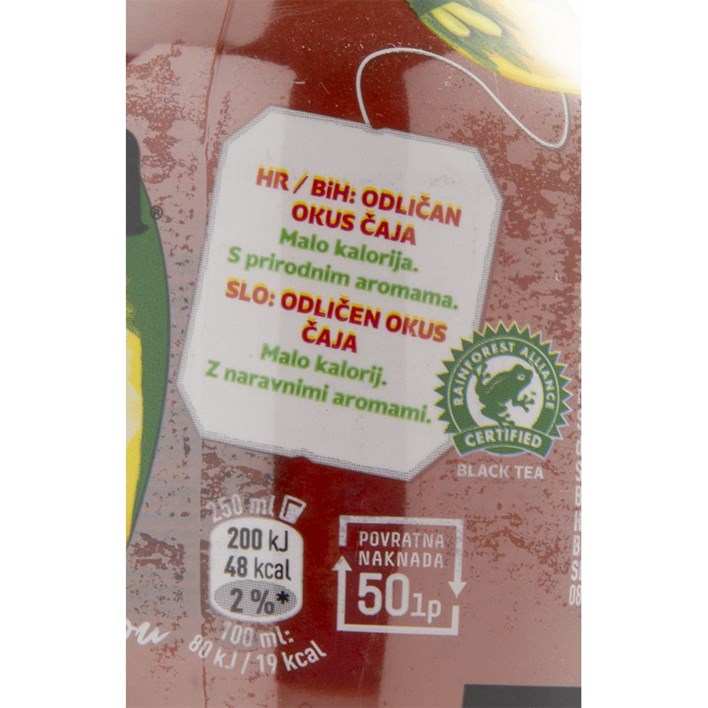 ®
HR / BiH: ODLIČAN
OKUS ČAJA
Malo kalorija.
S prirodnim aromama.
SLO: ODLIČEN OKUS
ČAJA
Malo kalorij.
Z naravnimi aromami.
RAINFOREST ALLIANCE
CERTIFIED
BLACK TEA
250 ml
200 kJ
48 kcal
2 %*
100 ml:
80 kJ / 19 kcal
POVRATNA
NAKNADA
50 lp